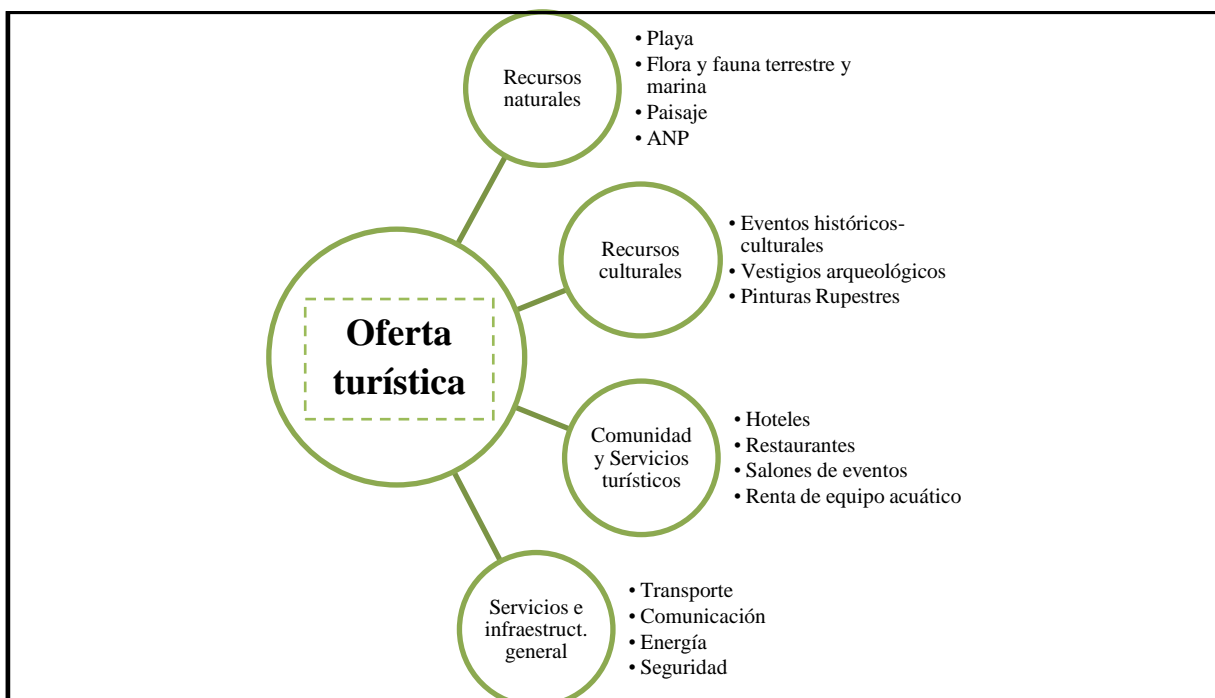 Recursos
naturales
• Playa
• Flora y fauna terrestre y
marina
• Paisaje
• ANP
Recursos
culturales
• Eventos históricos-
culturales
• Vestigios arqueológicos
• Pinturas Rupestres
Oferta
turística
Comunidad
y Servicios
turísticos
• Hoteles
• Restaurantes
• Salones de eventos
• Renta de equipo acuático
Servicios e
infraestruct.
general
• Transporte
• Comunicación
• Energía
• Seguridad